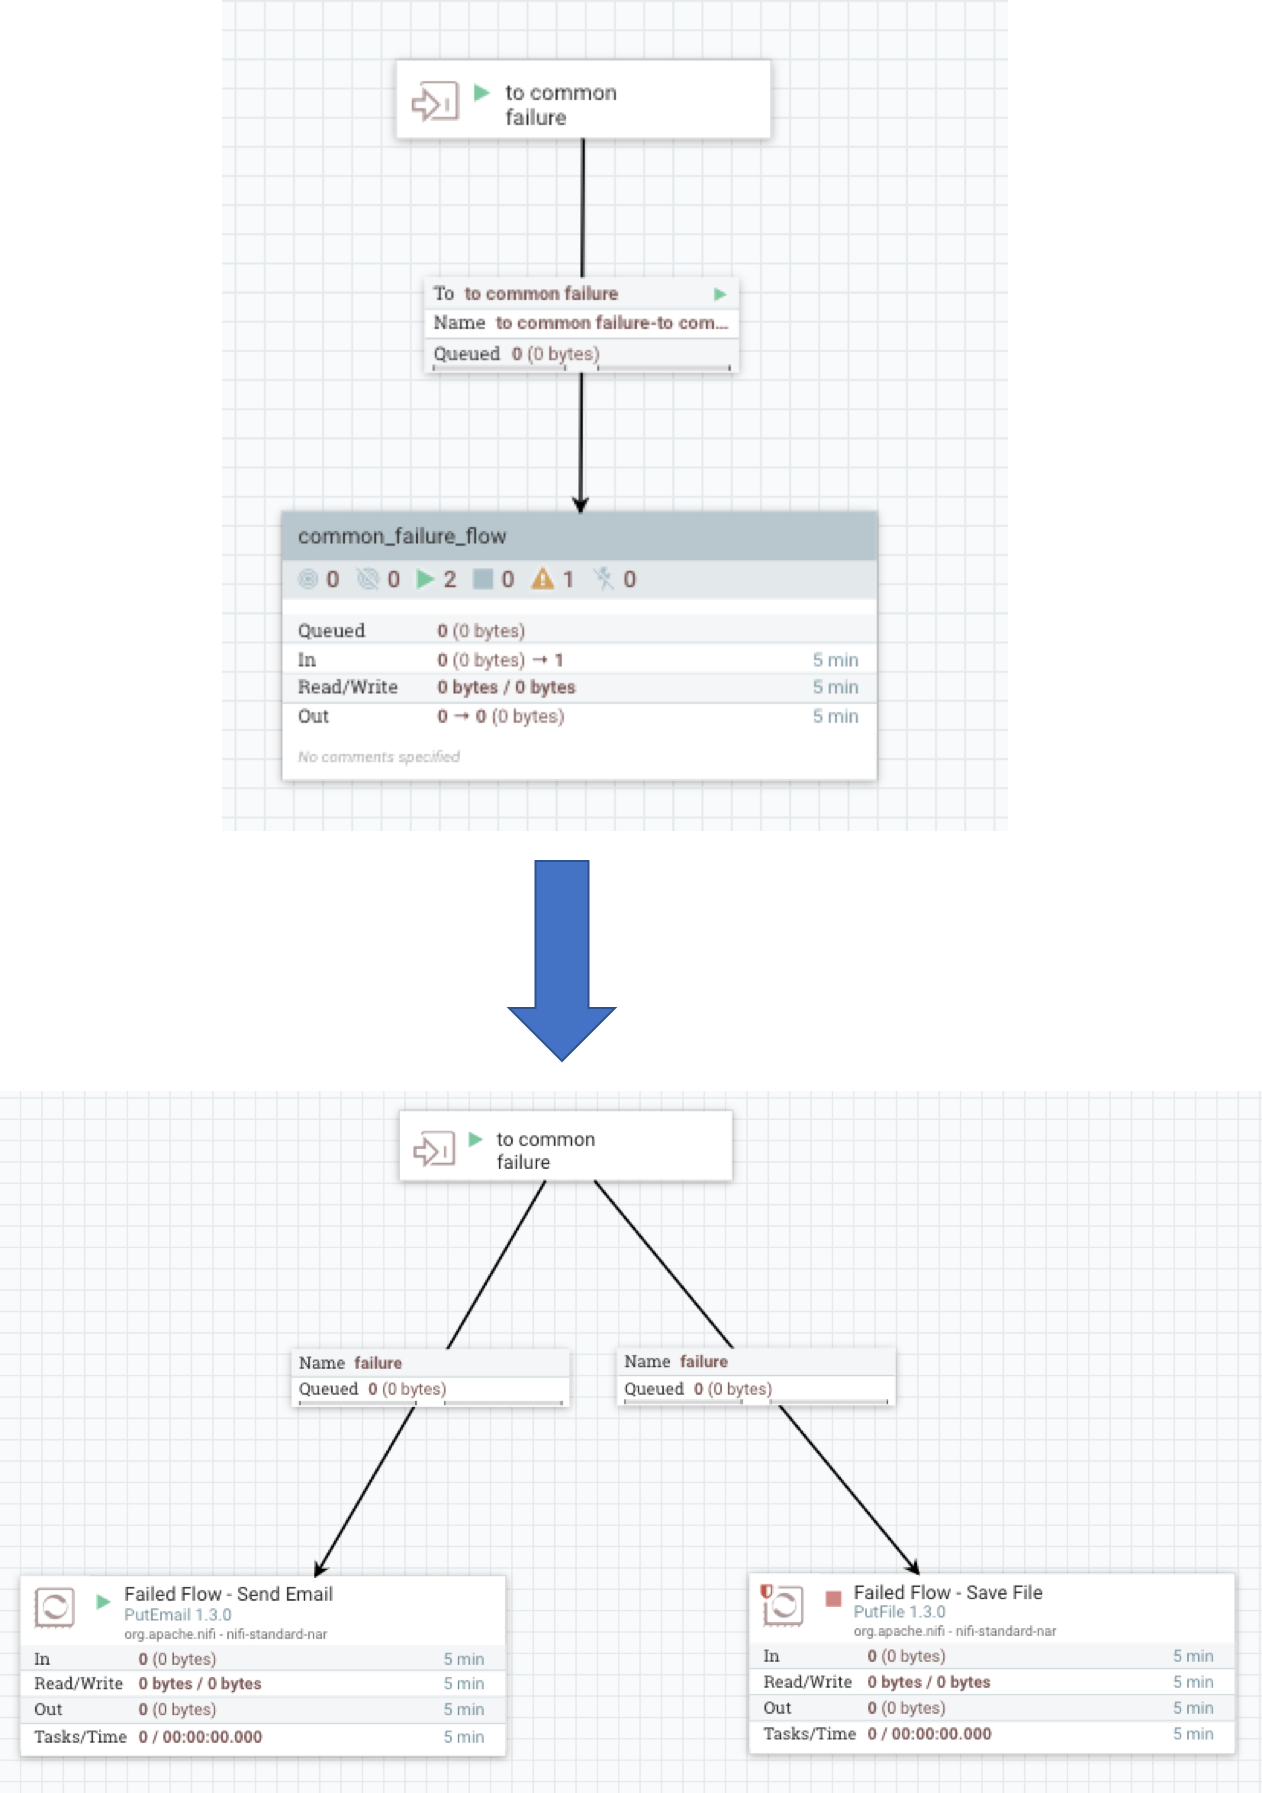 to common
failure
To to common failure
Name to common failure-to com...
Queued 0 (0 bytes)
common_failure_flow
0 0 2 0 1 0
Queued 0 (0 bytes)
In 0 (0 bytes) → 1 5 min
Read/Write 0 bytes / 0 bytes 5 min
Out 0 → 0 (0 bytes) 5 min
No comments specified
to common
failure
Name failure
Queued 0 (0 bytes)
Name failure
Queued 0 (0 bytes)
Failed Flow - Send Email
PutEmail 1.3.0
org.apache.nifi - nifi-standard-nar
In 0 (0 bytes) 5 min
Read/Write 0 bytes / 0 bytes 5 min
Out 0 (0 bytes) 5 min
Tasks/Time 0 / 00:00:00.000 5 min
Failed Flow - Save File
PutFile 1.3.0
org.apache.nifi - nifi-standard-nar
In 0 (0 bytes) 5 min
Read/Write 0 bytes / 0 bytes 5 min
Out 0 (0 bytes) 5 min
Tasks/Time 0 / 00:00:00.000 5 min